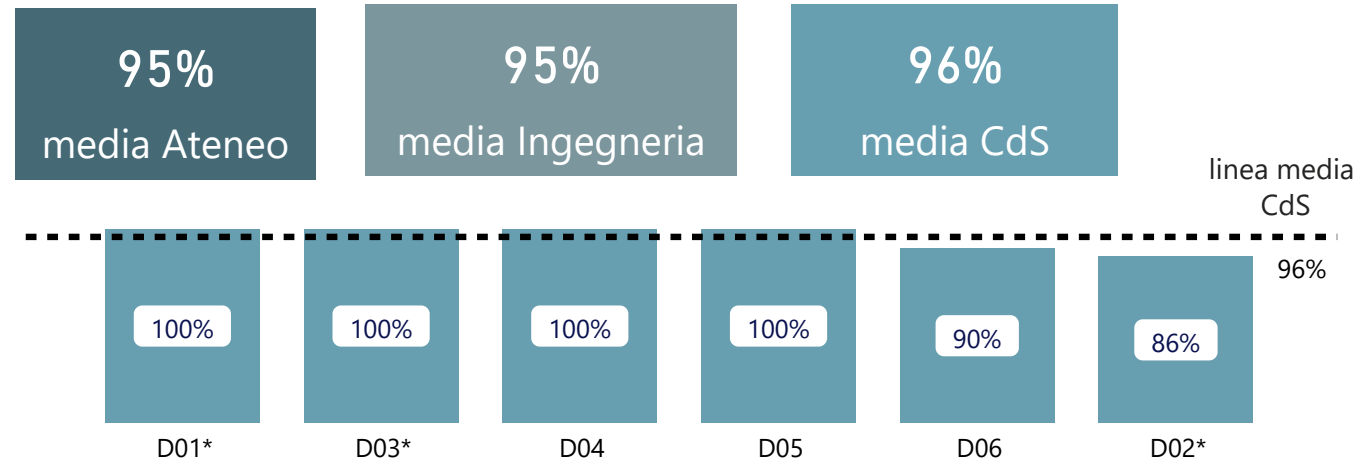 95%
media Ateneo
95%
media Ingegneria
96%
media CdS
linea media
CdS
96%
100%
100%
100%
100%
90%
86%
D01*
D03*
D04
D05
D06
D02*